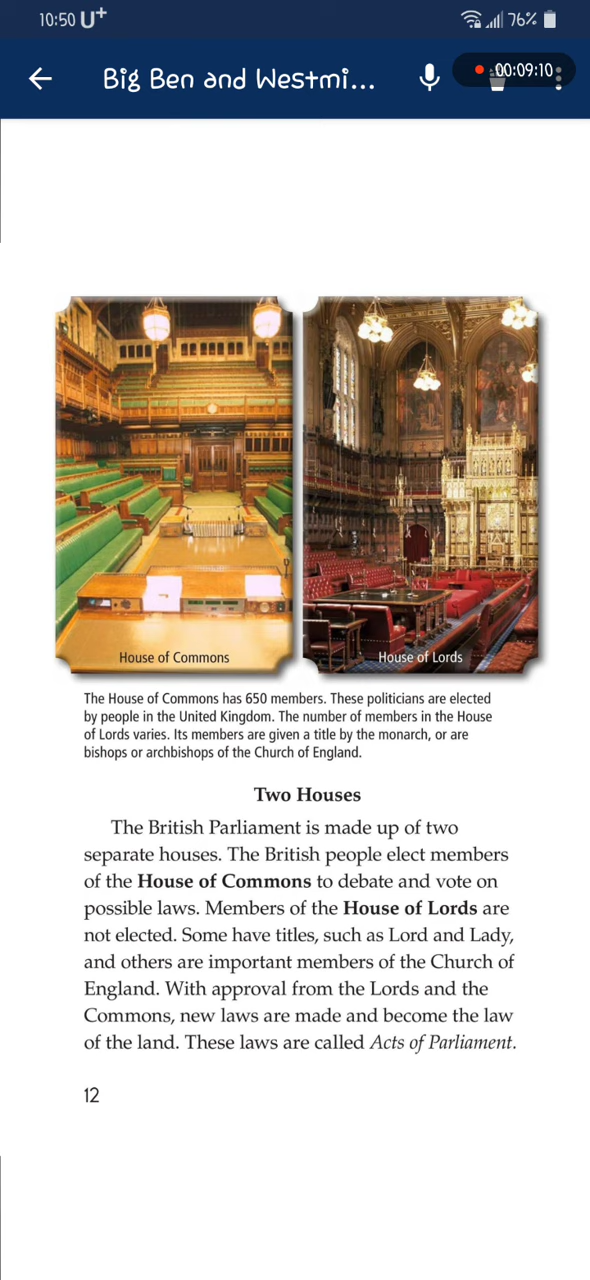 10:50 U+ 76%
Big Ben and Westmi...
00:09:10
House of Commons
House of Lords
The House of Commons has 650 members. These politicians are elected
by people in the United Kingdom. The number of members in the House
of Lords varies. Its members are given a title by the monarch, or are
bishops or archbishops of the Church of England.
Two Houses
The British Parliament is made up of two
separate houses. The British people elect members
of the House of Commons to debate and vote on
possible laws. Members of the House of Lords are
not elected. Some have titles, such as Lord and Lady,
and others are important members of the Church of
England. With approval from the Lords and the
Commons, new laws are made and become the law
of the land. These laws are called Acts of Parliament.
12